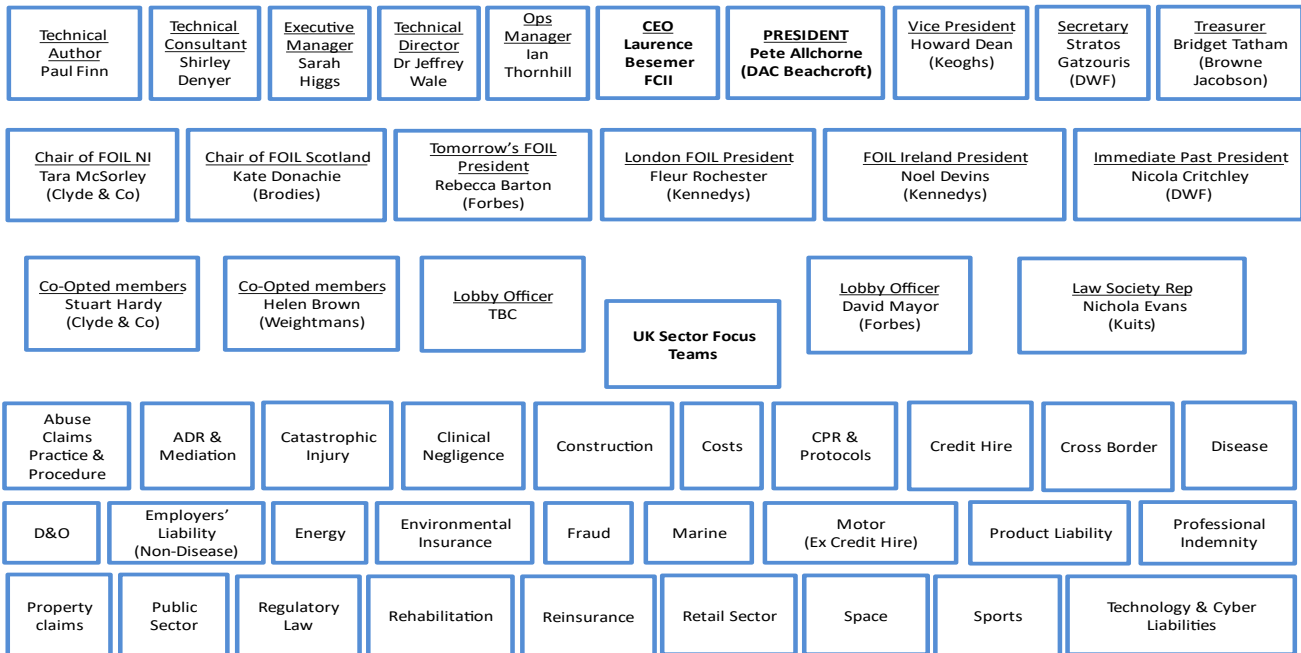 Technical
Author
Paul Finn
Technical
Consultant
Shirley
Denyer
Executive
Manager
Sarah
Higgs
Technical
Director
Dr Jeffrey
Wale
Ops
Manager
Ian
Thornhill
CEO
Laurence
Besemer
FCII
PRESIDENT
Pete Allchorne
(DAC Beachcroft)
Vice President
Howard Dean
(Keoghs)
Secretary
Stratos
Gatzouris
(DWF)
Treasurer
Bridget Tatham
(Browne
Jacobson)
Chair of FOIL NI
Tara McSorley
(Clyde & Co)
Chair of FOIL Scotland
Kate Donachie
(Brodies)
Tomorrow’s FOIL
President
Rebecca Barton
(Forbes)
London FOIL President
Fleur Rochester
(Kennedys)
FOIL Ireland President
Noel Devins
(Kennedys)
Immediate Past President
Nicola Critchley
(DWF)
Co-Opted members
Stuart Hardy
(Clyde & Co)
Co-Opted members
Helen Brown
(Weightmans)
Lobby Officer
TBC
UK Sector Focus
Teams
Lobby Officer
David Mayor
(Forbes)
Law Society Rep
Nichola Evans
(Kuits)
Abuse
Claims
Practice &
Procedure
ADR &
Mediation
Catastrophic
Injury
Clinical
Negligence
Construction
Costs
CPR &
Protocols
Credit Hire
Cross Border
Disease
D&O
Employers’
Liability
(Non-Disease)
Energy
Environmental
Insurance
Fraud
Marine
Motor
(Ex Credit Hire)
Product Liability
Professional
Indemnity
Property
claims
Public
Sector
Regulatory
Law
Rehabilitation
Reinsurance
Retail Sector
Space
Sports
Technology & Cyber
Liabilities